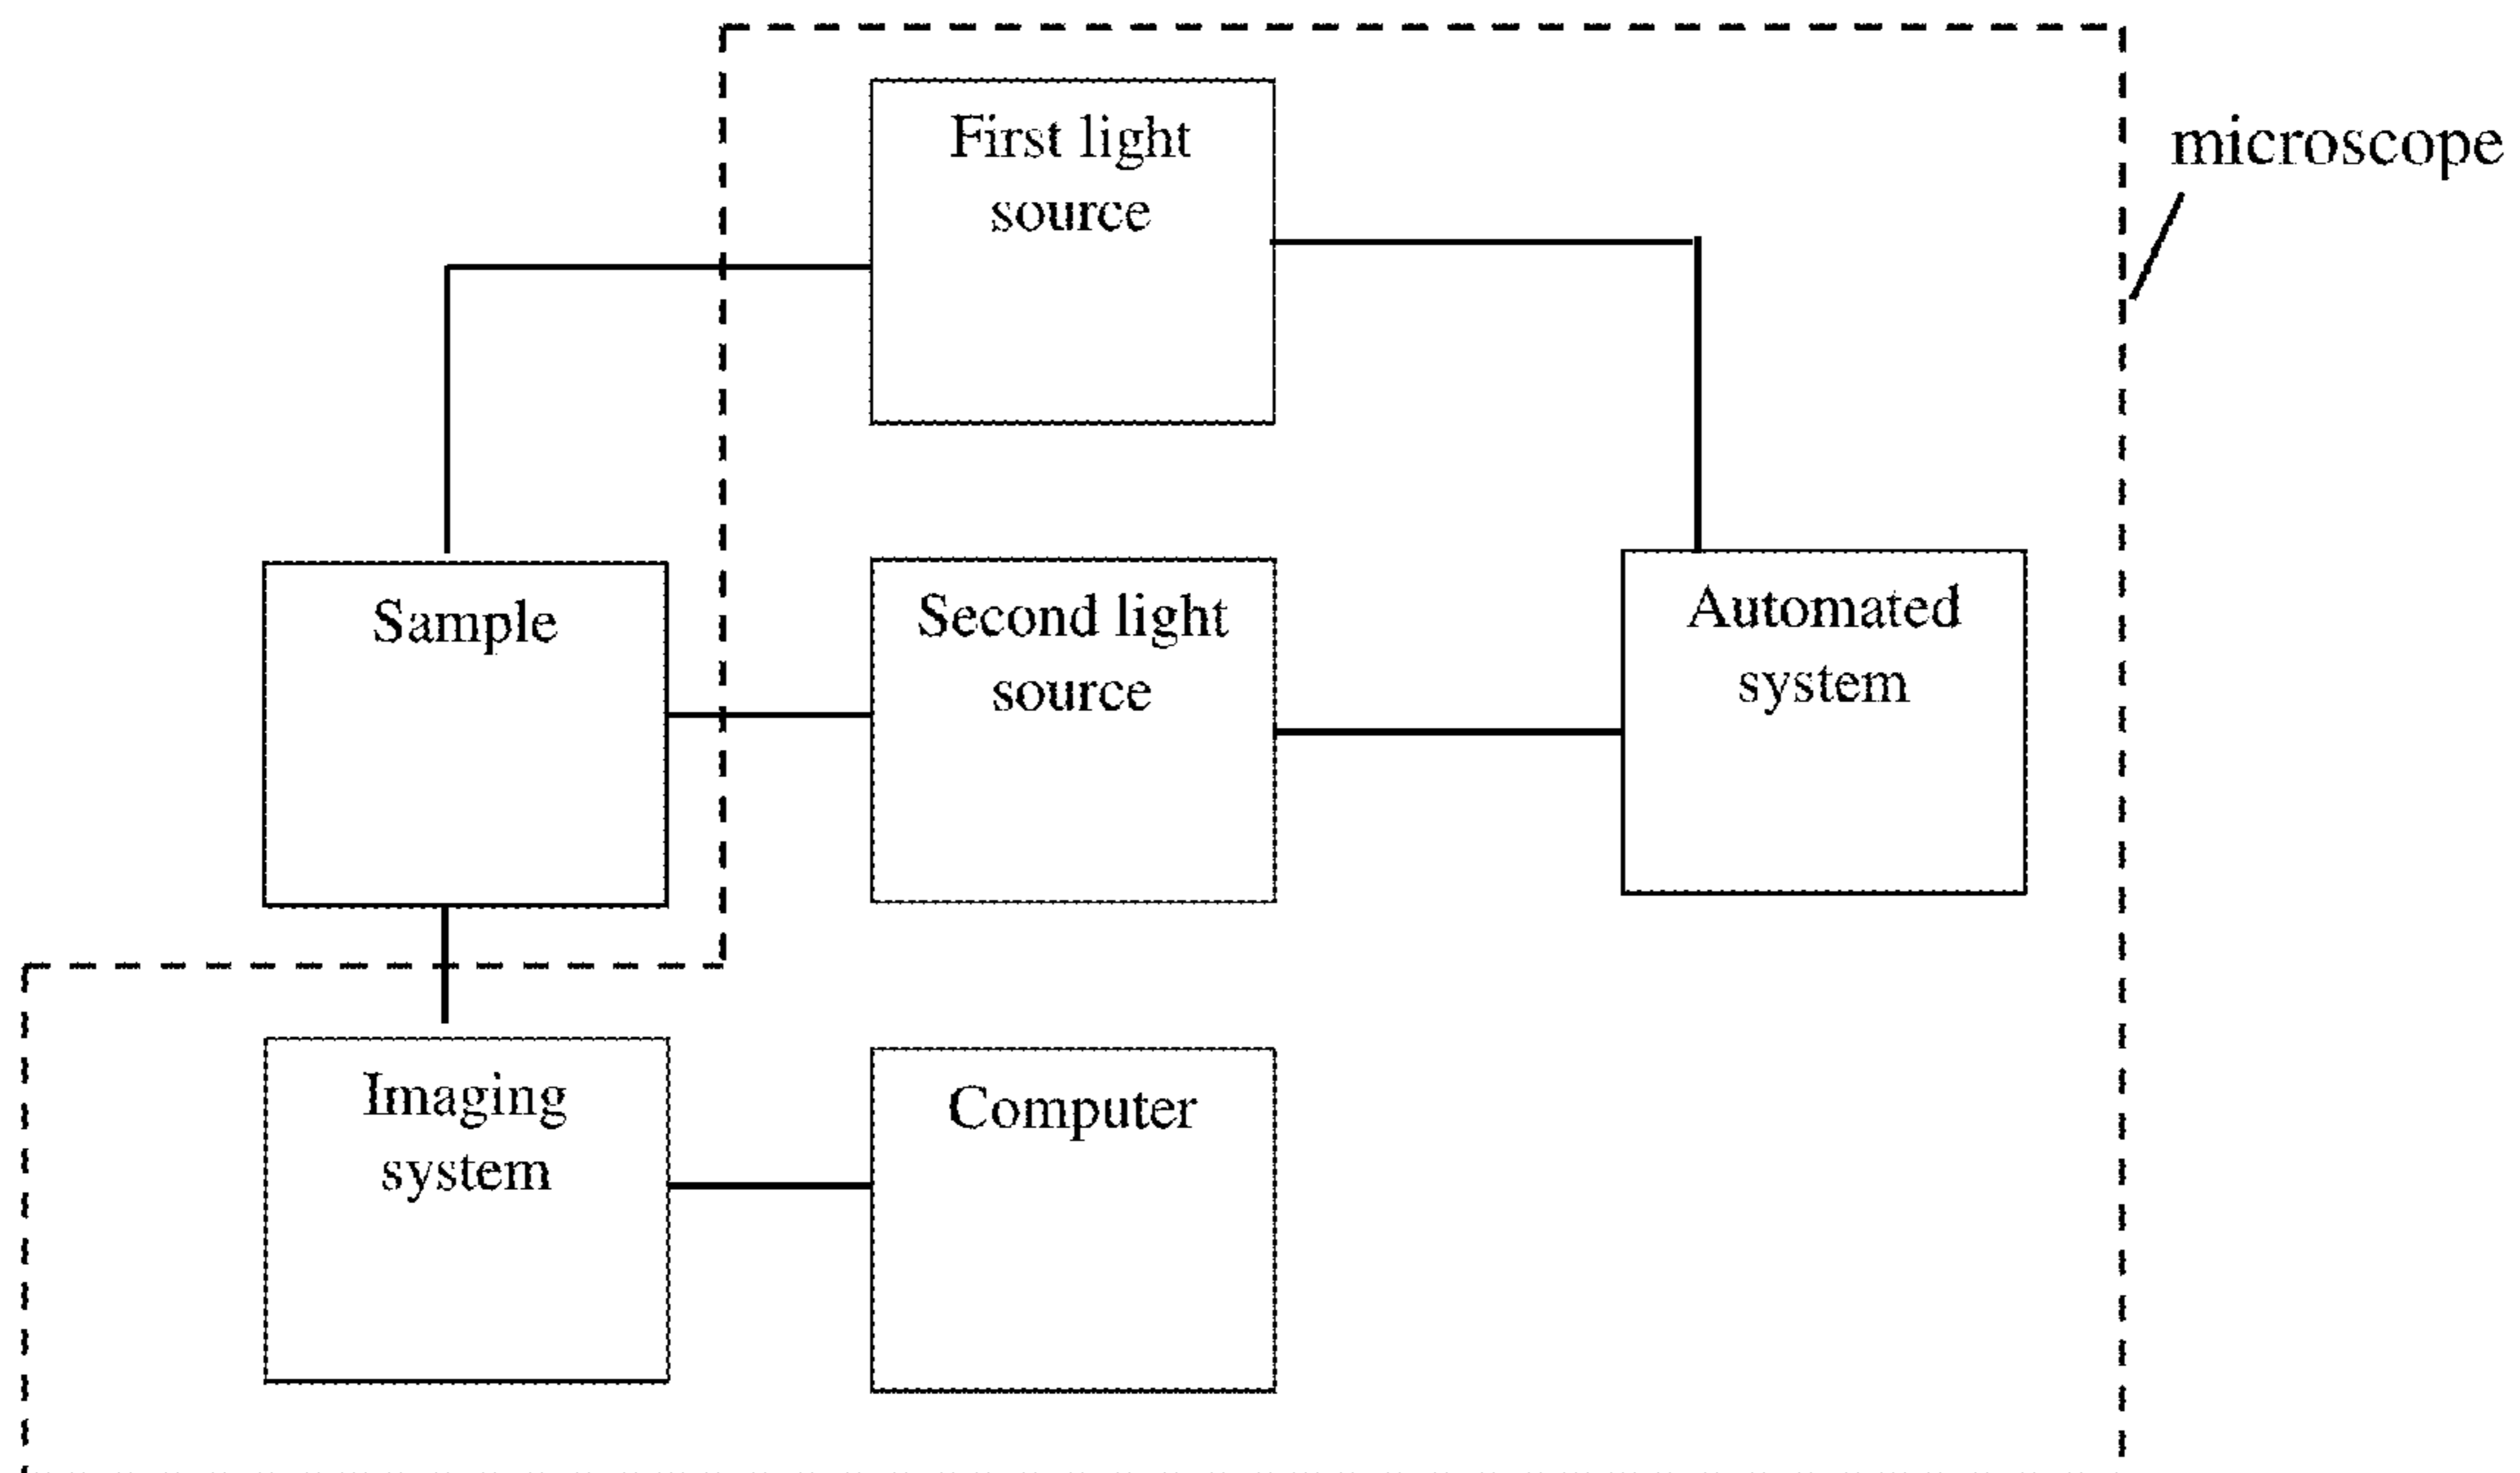 First light
source
microscope
Sample
Second light
source
Automated
system
Imaging
system
Computer